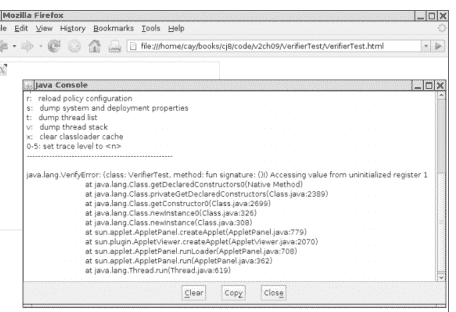 Mozilla Firefox
File Edit View History Bookmarks Tools Help
file:///home/cay/books/cj8/code/v2ch09/VerifierTest/VerifierTest.html
Java Console
r: reload policy configuration
s: dump system and deployment properties
t: dump thread list
v: dump thread stack
x: clear classloader cache
0-5: set trace level to <n>
----------------------------------------------------
java.lang.VerifyError: (class: VerifierTest, method: fun signature: ()I) Accessing value from uninitialized register 1
at java.lang.Class.getDeclaredConstructors0(Native Method)
at java.lang.Class.privateGetDeclaredConstructors(Class.java:2389)
at java.lang.Class.getConstructor0(Class.java:2699)
at java.lang.Class.newInstance0(Class.java:326)
at java.lang.Class.newInstance(Class.java:308)
at sun.applet.AppletPanel.createApplet(AppletPanel.java:779)
at sun.plugin.AppletViewer.createApplet(AppletViewer.java:2070)
at sun.applet.AppletPanel.runLoader(AppletPanel.java:708)
at sun.applet.AppletPanel.run(AppletPanel.java:362)
at java.lang.Thread.run(Thread.java:619)
Clear Copy Close